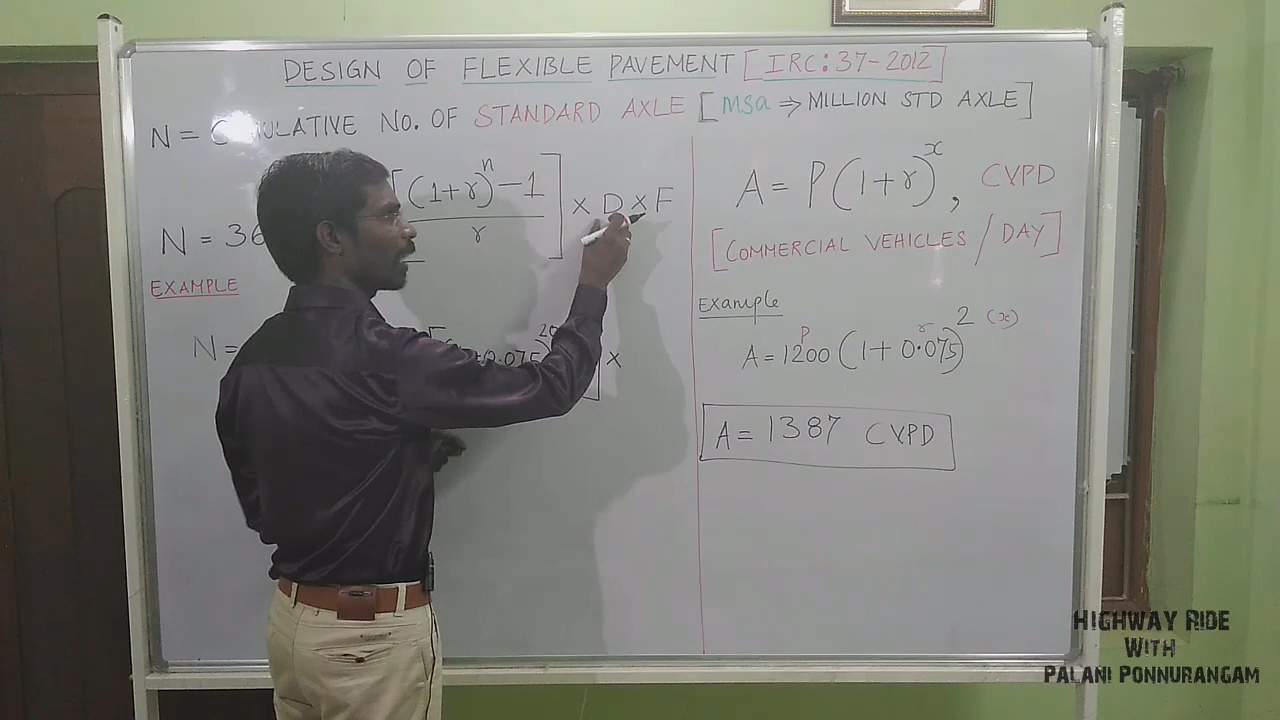 DESIGN OF FLEXIBLE PAVEMENT [IRC:37-2012]
N = CUMULATIVE NO. OF STANDARD AXLE [msa ⇒ MILLION STD AXLE]
N = 36 [(1+r)^n - 1
r
] × D × F
EXAMPLE
N =
+0.075)^20
] ×
A = P(1+r)^x, CVPD
[COMMERCIAL VEHICLES / DAY]
Example
P r (x)
A = 1200 (1 + 0.075)^2
A = 1387 CVPD
HIGHWAY RIDE
WITH
PALANI PONNURANGAM